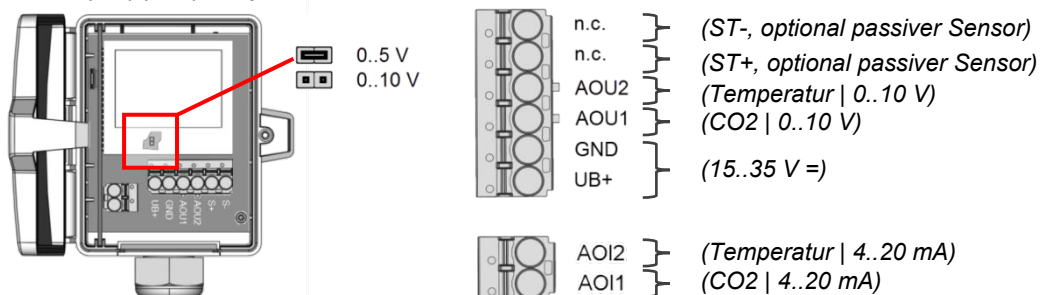 0..5 V
0..10 V
UB+
GND
AOU1
AOU2
S+
S-
n.c. (ST-, optional passiver Sensor)
n.c. (ST+, optional passiver Sensor)
AOU2 (Temperatur | 0..10 V)
AOU1 (CO2 | 0..10 V)
GND
UB+ (15..35 V =)
AOI2 (Temperatur | 4..20 mA)
AOI1 (CO2 | 4..20 mA)